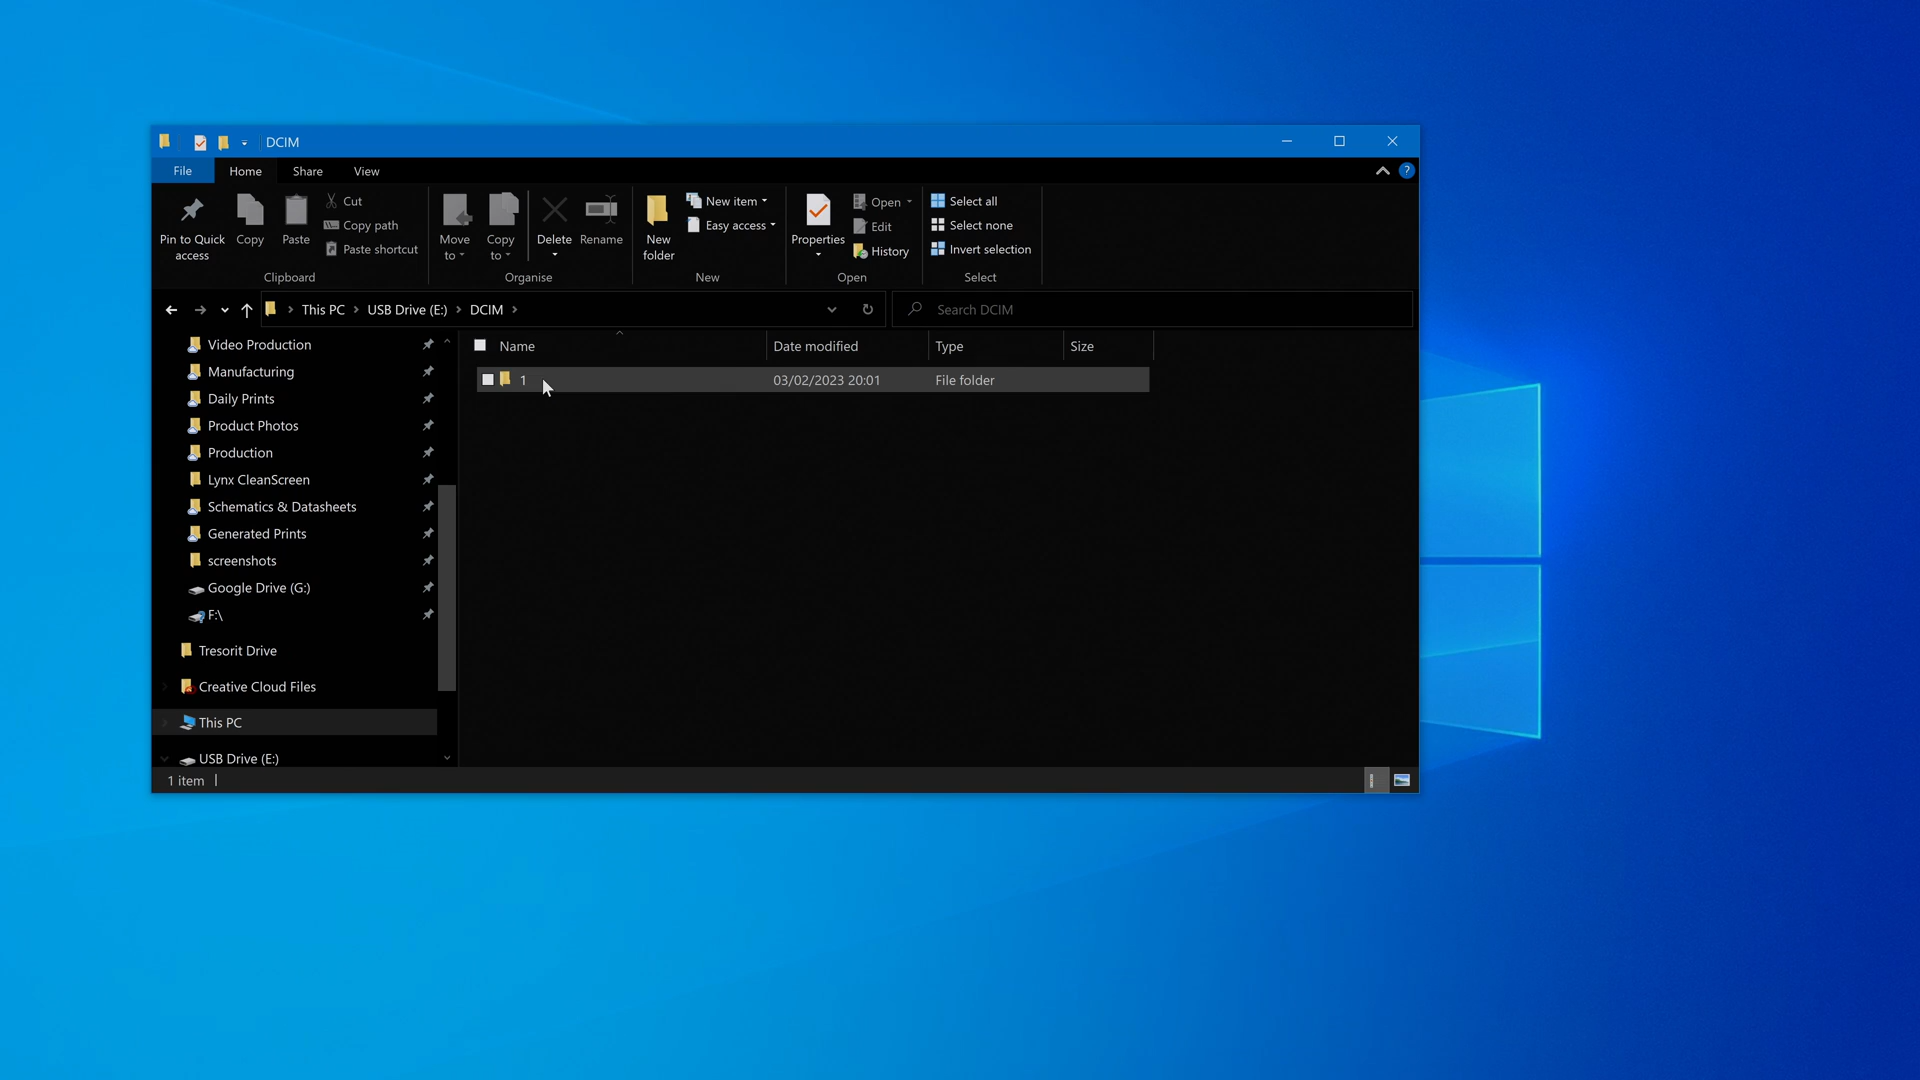 DCIM
File Home Share View
?
Pin to Quick access
Copy
Paste
Cut
Copy path
Paste shortcut
Clipboard
Move to
Copy to
Delete
Rename
Organise
New folder
New item
Easy access
New
Properties
Open
Edit
History
Open
Select all
Select none
Invert selection
Select
This PC > USB Drive (E:) > DCIM >
Search DCIM
Name Date modified Type Size
1 03/02/2023 20:01 File folder
Video Production
Manufacturing
Daily Prints
Product Photos
Production
Lynx CleanScreen
Schematics & Datasheets
Generated Prints
screenshots
Google Drive (G:)
F:\
Tresorit Drive
Creative Cloud Files
This PC
USB Drive (E:)
1 item